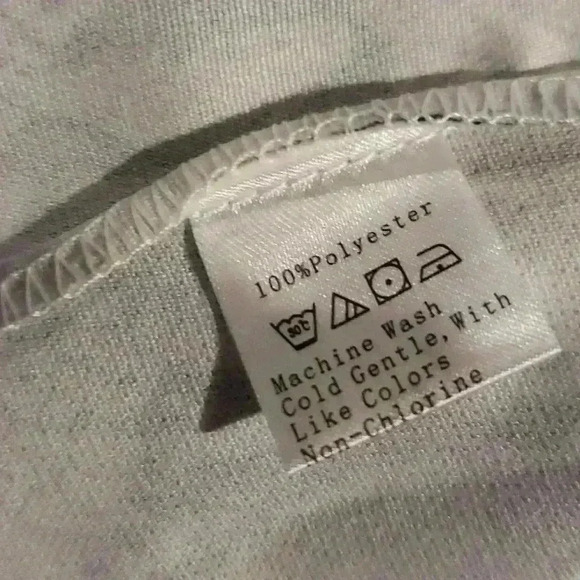 100%Polyester
30°C
Machine Wash
Cold Gentle, With
Like Colors
Non-Chlorine